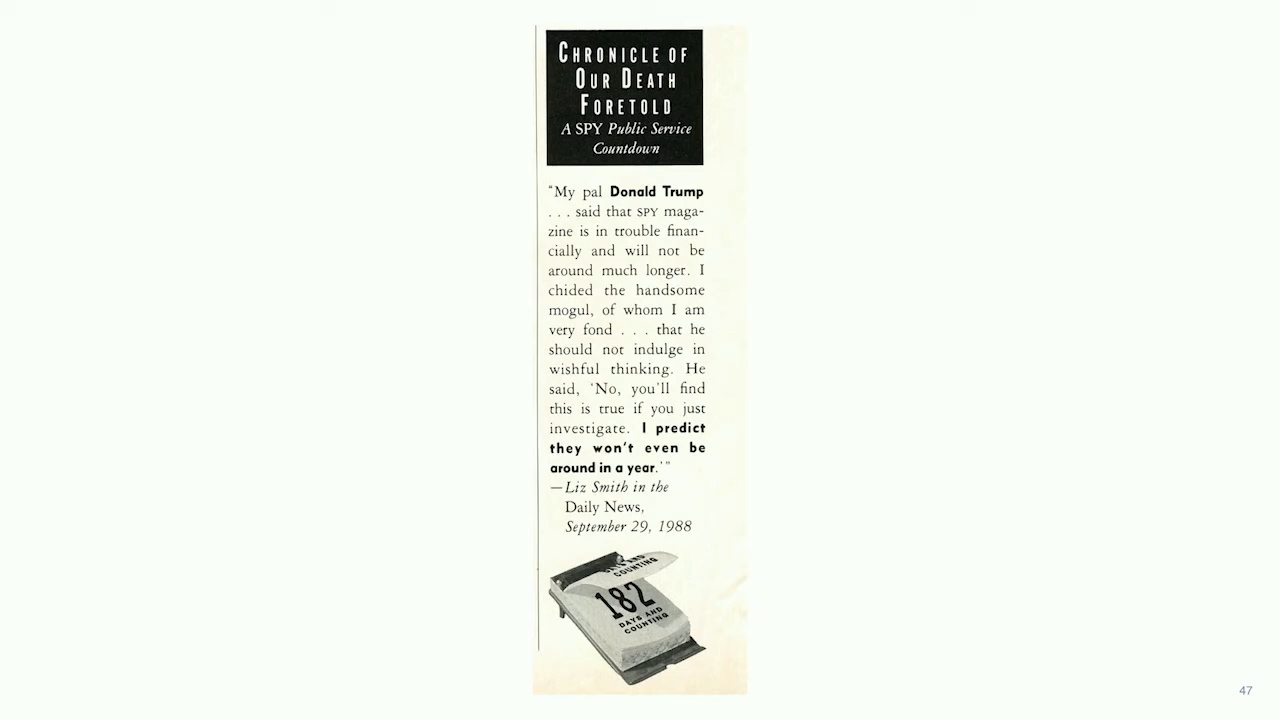 CHRONICLE OF
OUR DEATH
FORETOLD
A SPY Public Service
Countdown
"My pal Donald Trump
. . . said that SPY maga-
zine is in trouble finan-
cially and will not be
around much longer. I
chided the handsome
mogul, of whom I am
very fond . . . that he
should not indulge in
wishful thinking. He
said, 'No, you'll find
this is true if you just
investigate. I predict
they won't even be
around in a year.'"
—Liz Smith in the
Daily News,
September 29, 1988
DAYS AND
COUNTING
182
DAYS AND
COUNTING
47